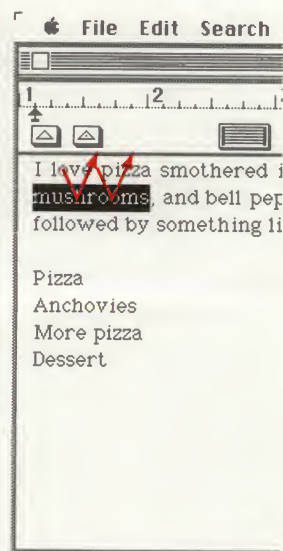 File Edit Search
1 2
I love pizza smothered
mushrooms, and bell pep
followed by something li
Pizza
Anchovies
More pizza
Dessert